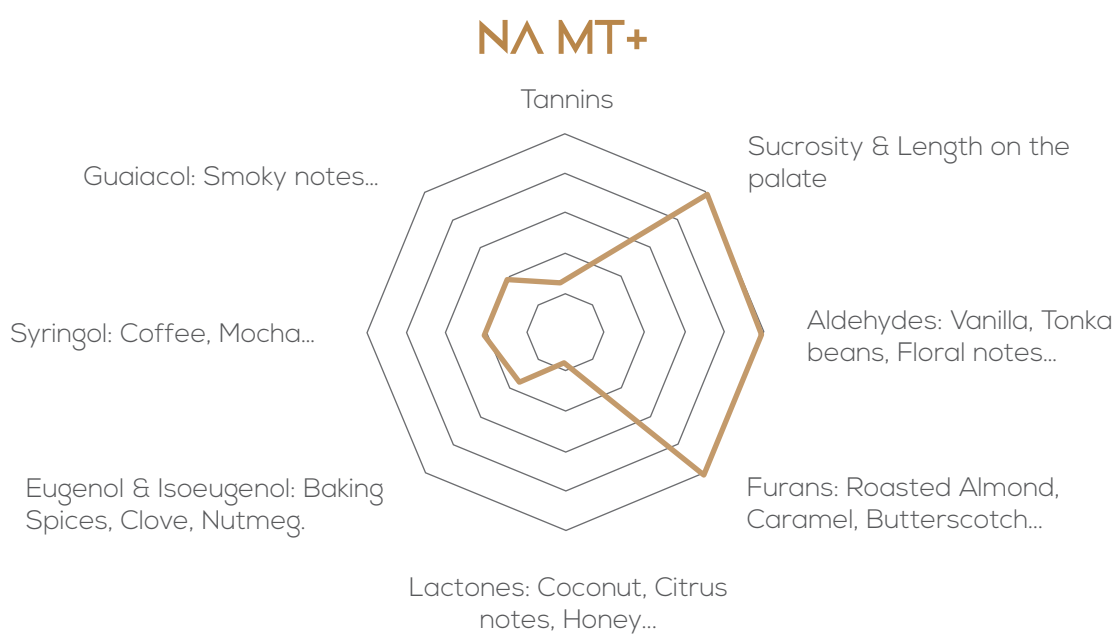 NA MT+
Tannins
Sucrosity & Length on the
palate
Guaiacol: Smoky notes...
Aldehydes: Vanilla, Tonka
beans, Floral notes...
Syringol: Coffee, Mocha...
Furans: Roasted Almond,
Caramel, Butterscotch...
Eugenol & Isoeugenol: Baking
Spices, Clove, Nutmeg.
Lactones: Coconut, Citrus
notes, Honey...